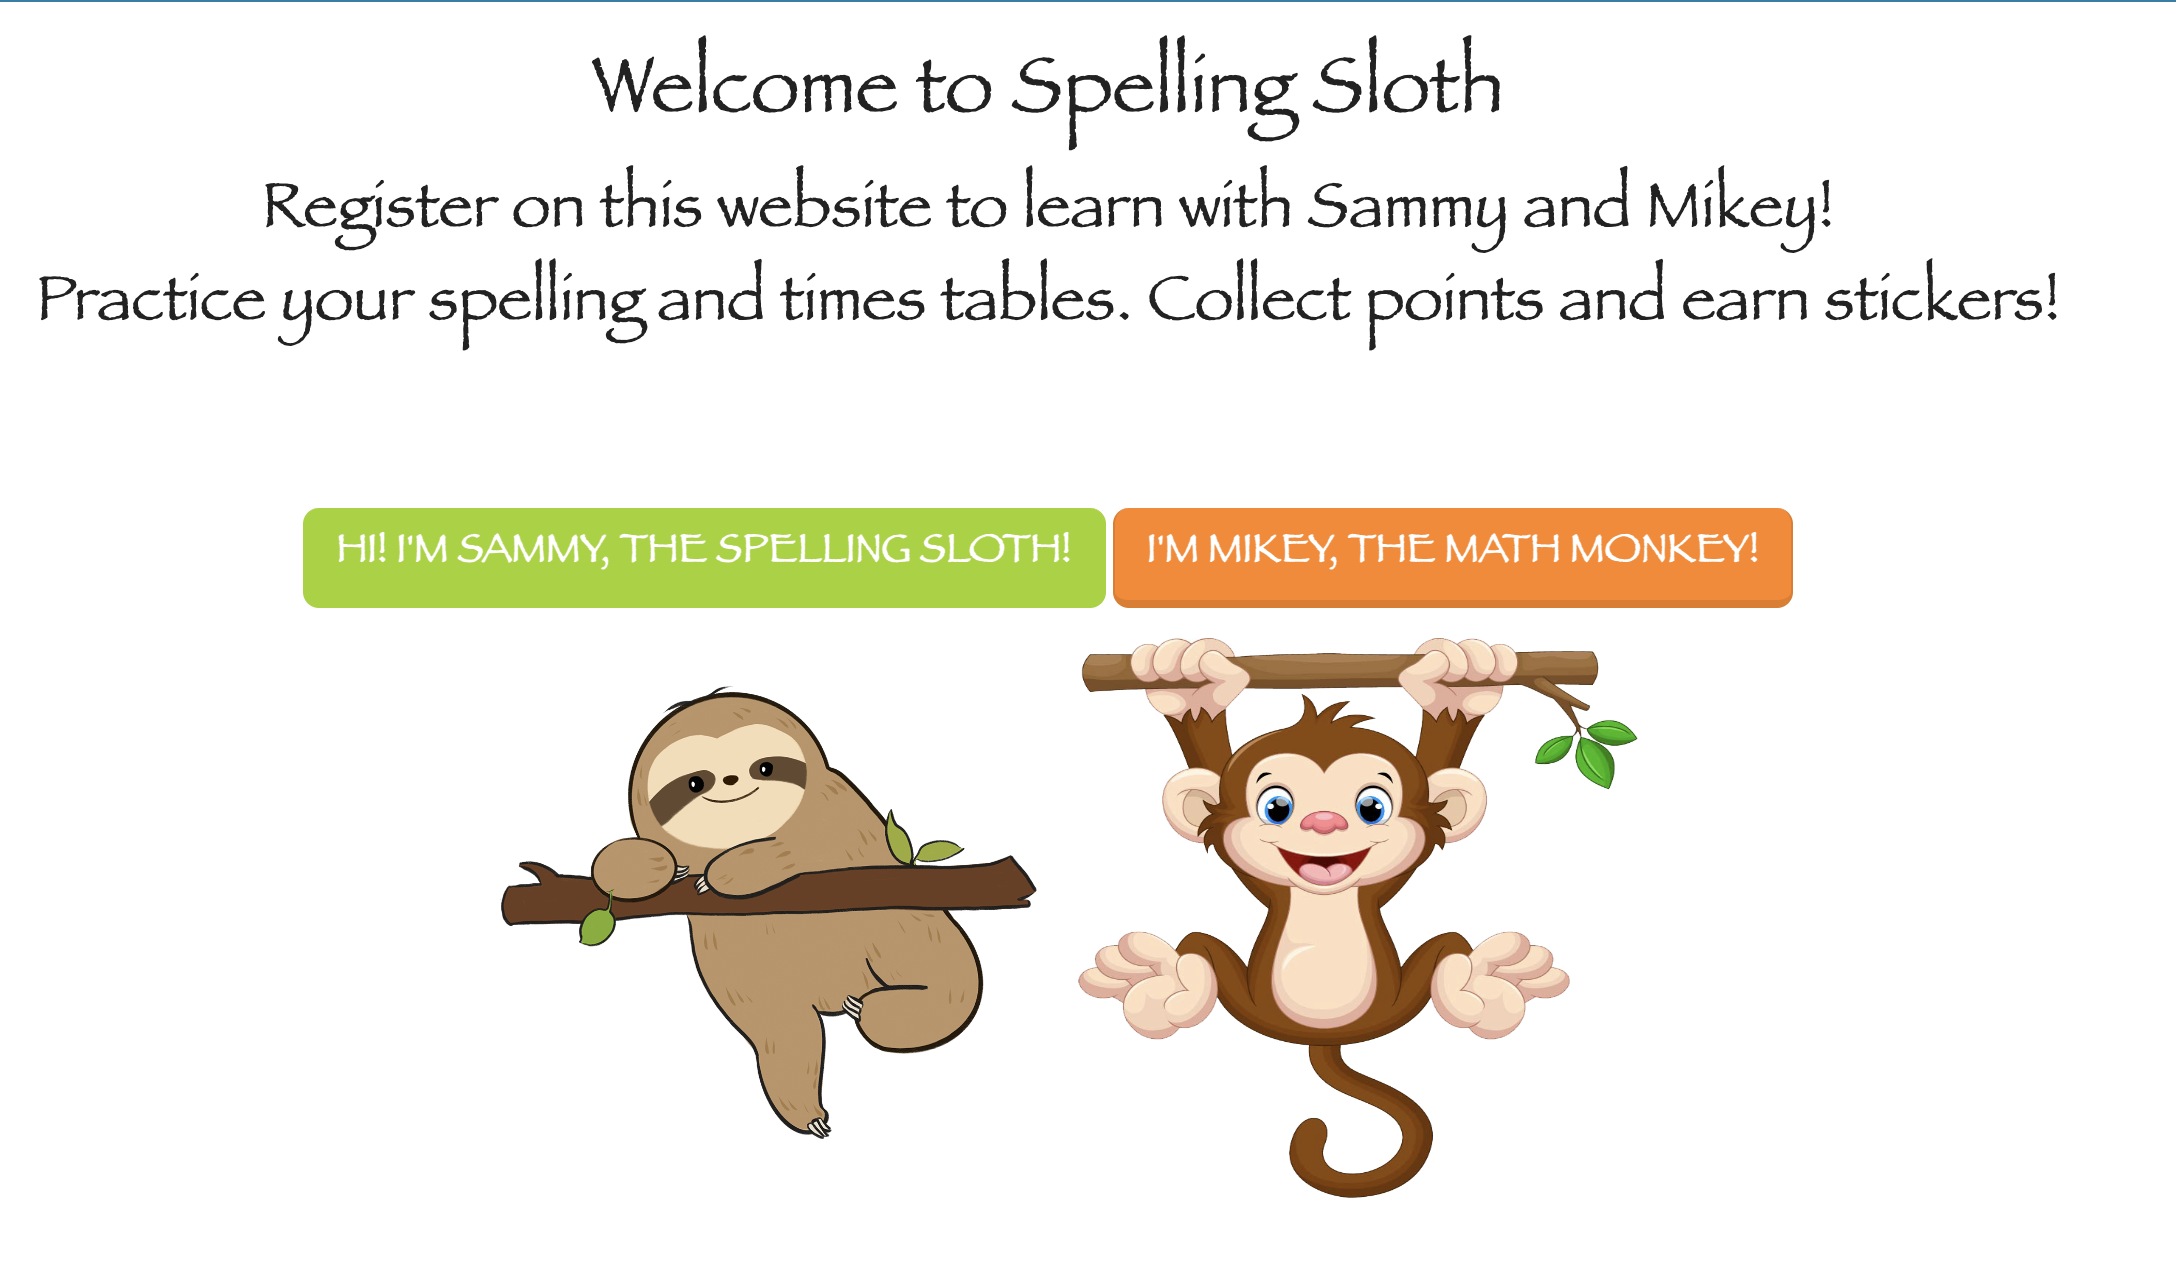 Welcome to Spelling Sloth
Register on this website to learn with Sammy and Mikey!
Practice your spelling and times tables. Collect points and earn stickers!
HI! I'M SAMMY, THE SPELLING SLOTH!
I'M MIKEY, THE MATH MONKEY!